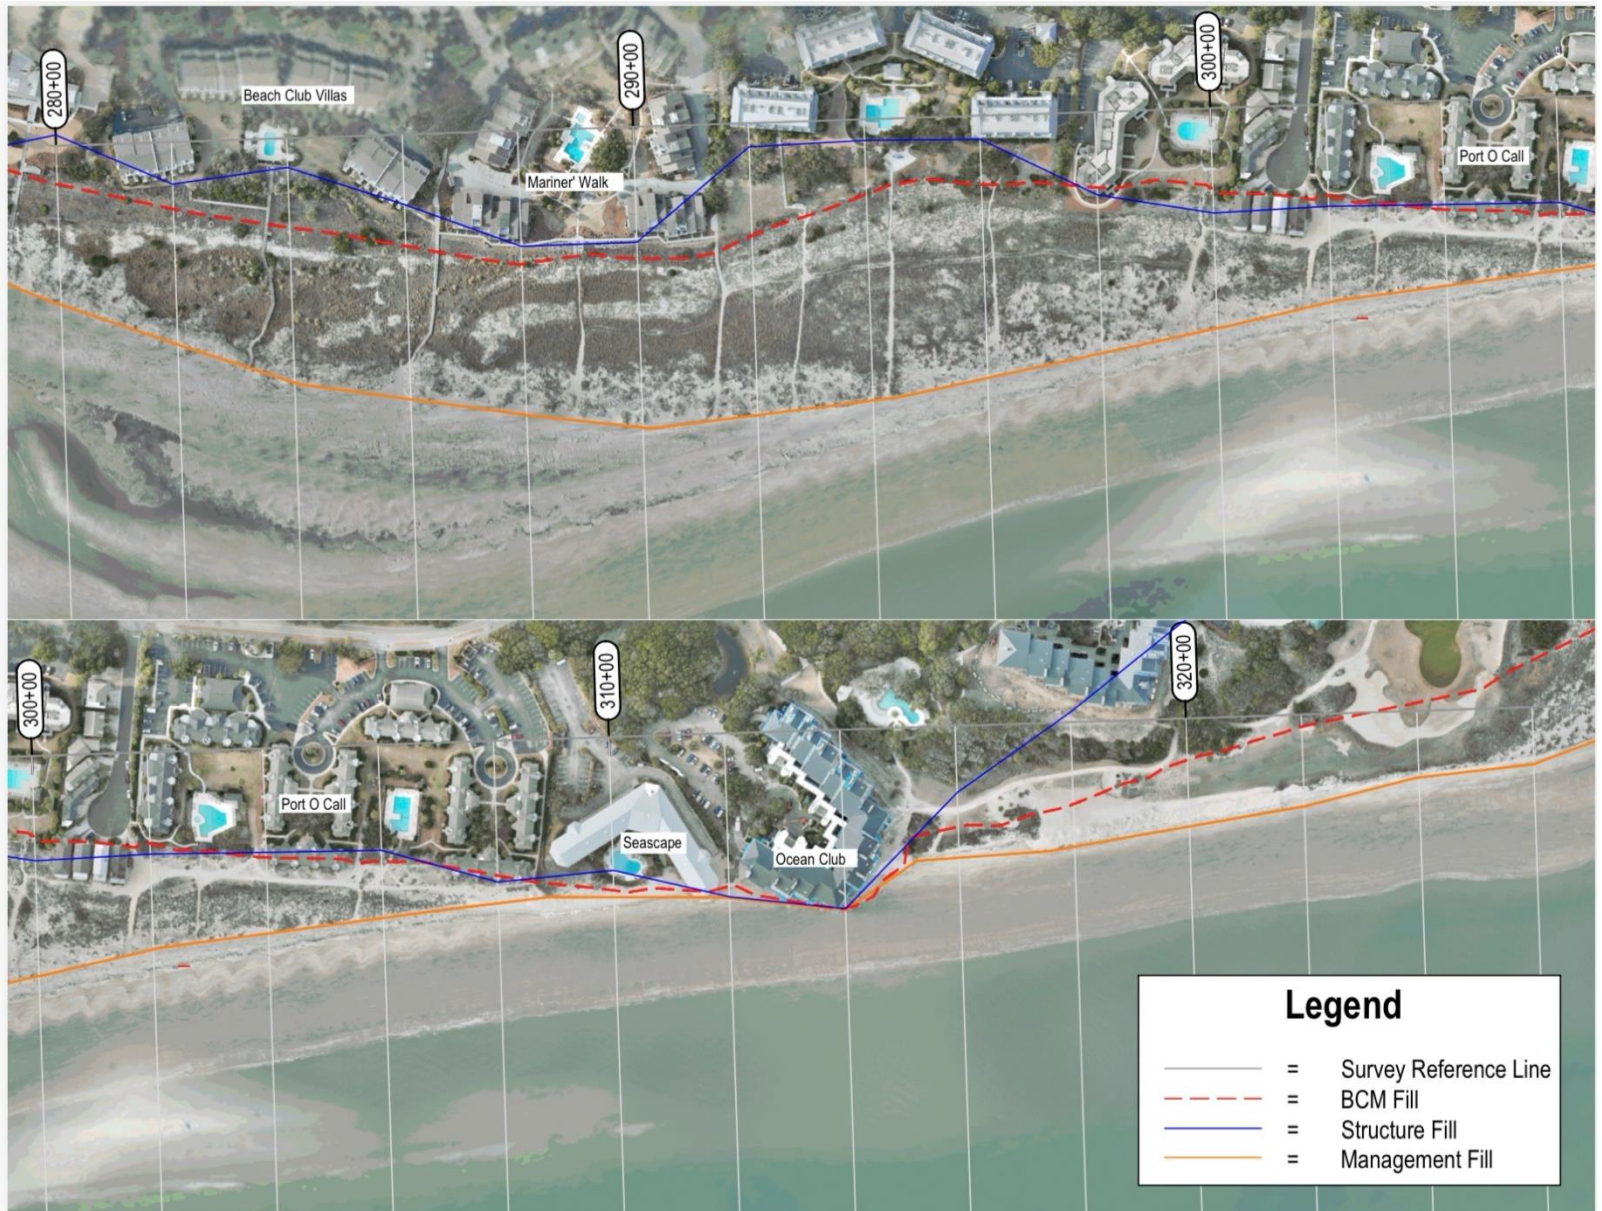 280+00
290+00
300+00
Beach Club Villas
Mariner' Walk
Port O Call
300+00
310+00
320+00
Port O Call
Seascape
Ocean Club
Legend
= Survey Reference Line
= BCM Fill
= Structure Fill
= Management Fill